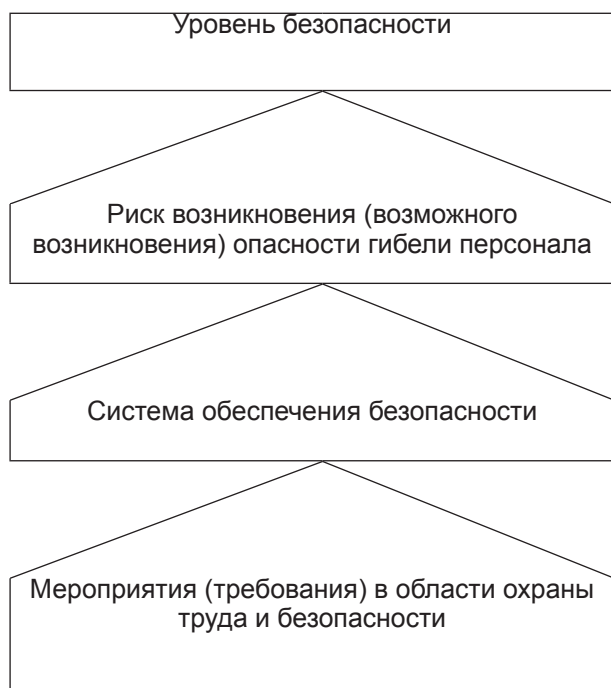 Уровень безопасности
Риск возникновения (возможного
возникновения) опасности гибели персонала
Система обеспечения безопасности
Мероприятия (требования) в области охраны
труда и безопасности